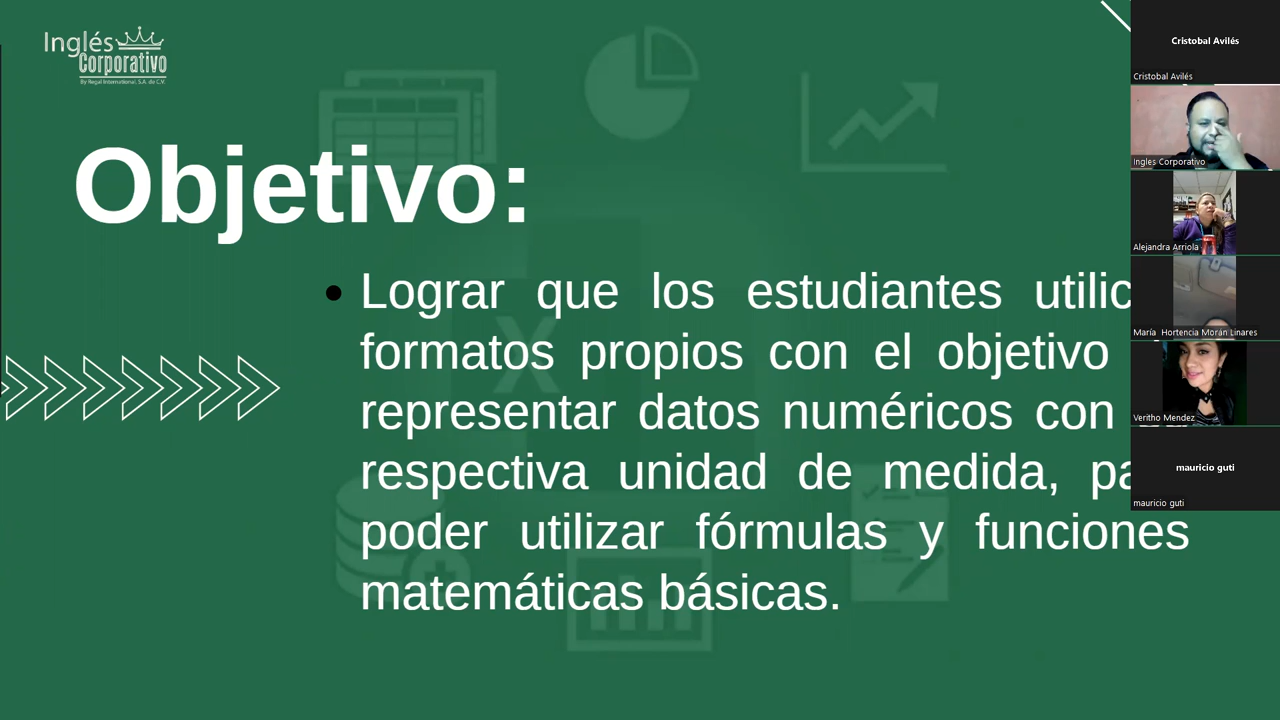 Inglés
Corporativo
By Regal International, S.A. de C.V.
Objetivo:
• Lograr que los estudiantes utilic
formatos propios con el objetivo
representar datos numéricos con
respectiva unidad de medida, pa
poder utilizar fórmulas y funciones
matemáticas básicas.
Cristobal Avilés
Cristobal Avilés
Ingles Corporativo
Alejandra Arriola
María Hortencia Morán Linares
Veritho Mendez
mauricio guti
mauricio guti